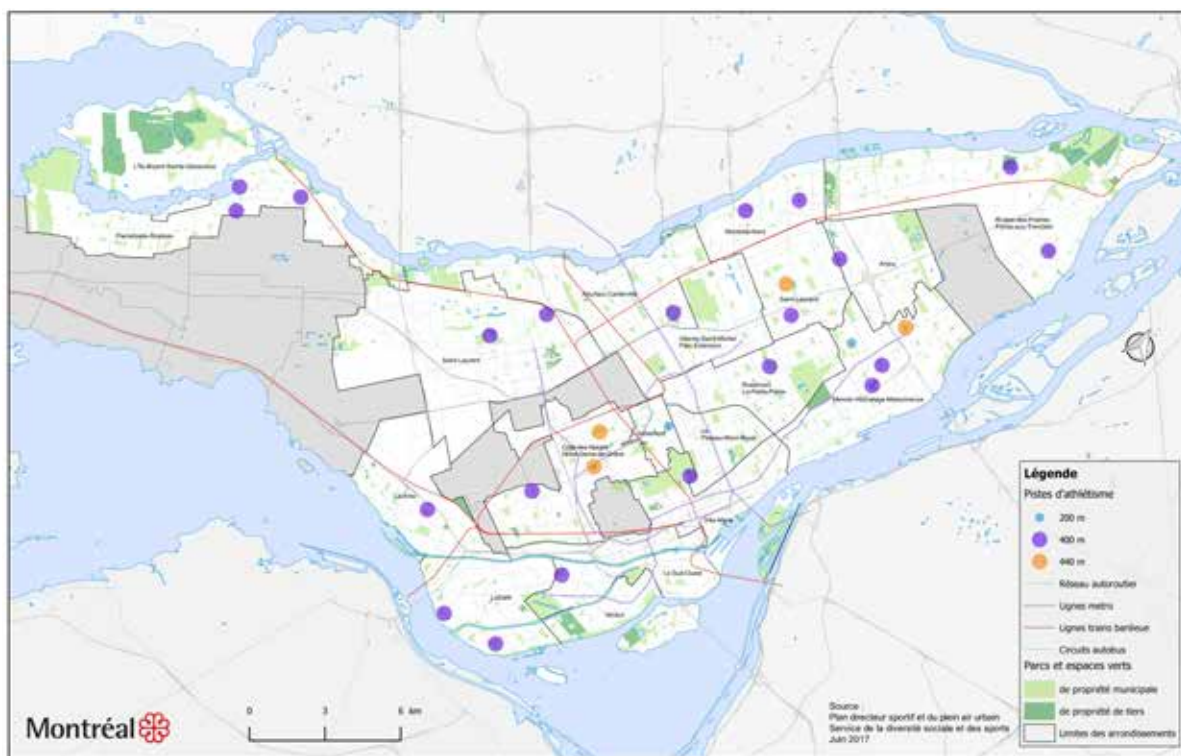 L'Île-Bizard-Sainte-Geneviève
Pierrefonds-Roxboro
Rivière-des-Prairies
Pointe-aux-Trembles
Montréal-Nord
Anjou
Ahuntsic-Cartierville
Saint-Léonard
Villeray-Saint-Michel
Parc-Extension
Saint-Laurent
Rosemont
La Petite-Patrie
Mercier-Hochelaga-Maisonneuve
Outremont
Le
Plateau-Mont-Royal
Côte-des-Neiges
Notre-Dame-de-Grâce
Lachine
Ville-Marie
Le Sud-Ouest
LaSalle
Verdun
Légende
Pistes d'athlétisme
200 m
400 m
440 m
Réseau autoroutier
Lignes metris
Lignes trains banlieue
Circuits autobus
Parcs et espaces verts
de propriété municipale
de propriété de tiers
Limites des arrondissements
Montréal
0 3 6 km
Source
Plan directeur sportif et du plein air urbain
Service de la diversité sociale et des sports
Juin 2017